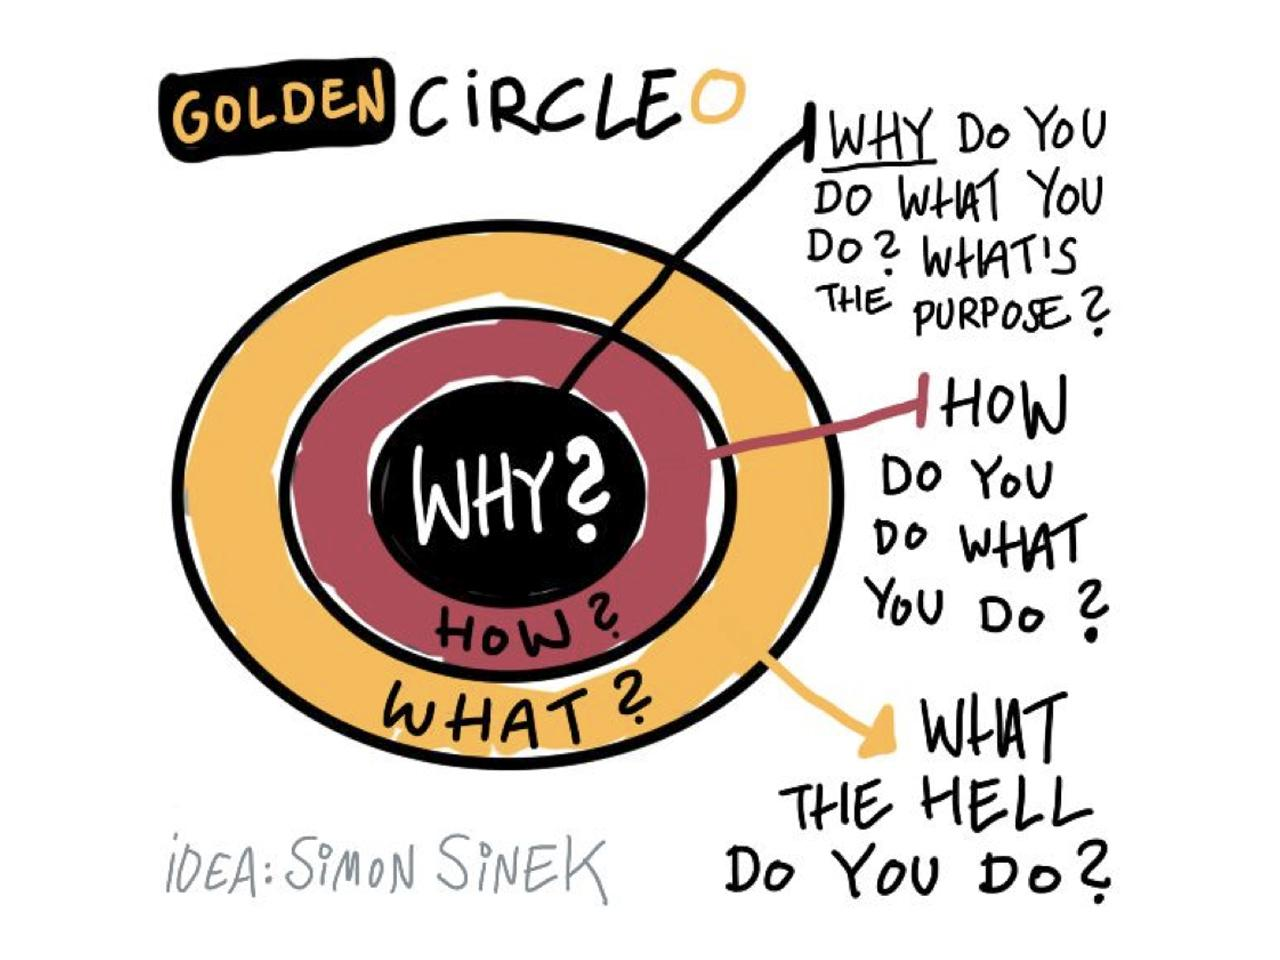 GOLDEN CiRCLE
WHY DO YOU
DO WHAT YOU
DO? WHAT'S
THE PURPOSE?
HOW
DO YOU
DO WHAT
YOU DO?
WHAT
THE HELL
DO YOU DO?
WHY?
HOW?
WHAT?
iDEA: SiMON SiNEK